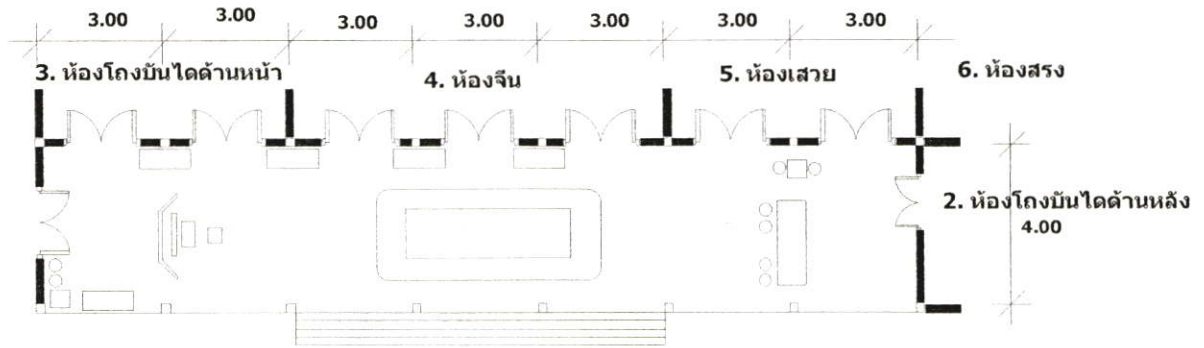 3.00 3.00 3.00 3.00 3.00 3.00 3.00
3. ห้องโถงบันไดด้านหน้า
4. ห้องจีน
5. ห้องเสวย
6. ห้องสรง
2. ห้องโถงบันไดด้านหลัง
4.00